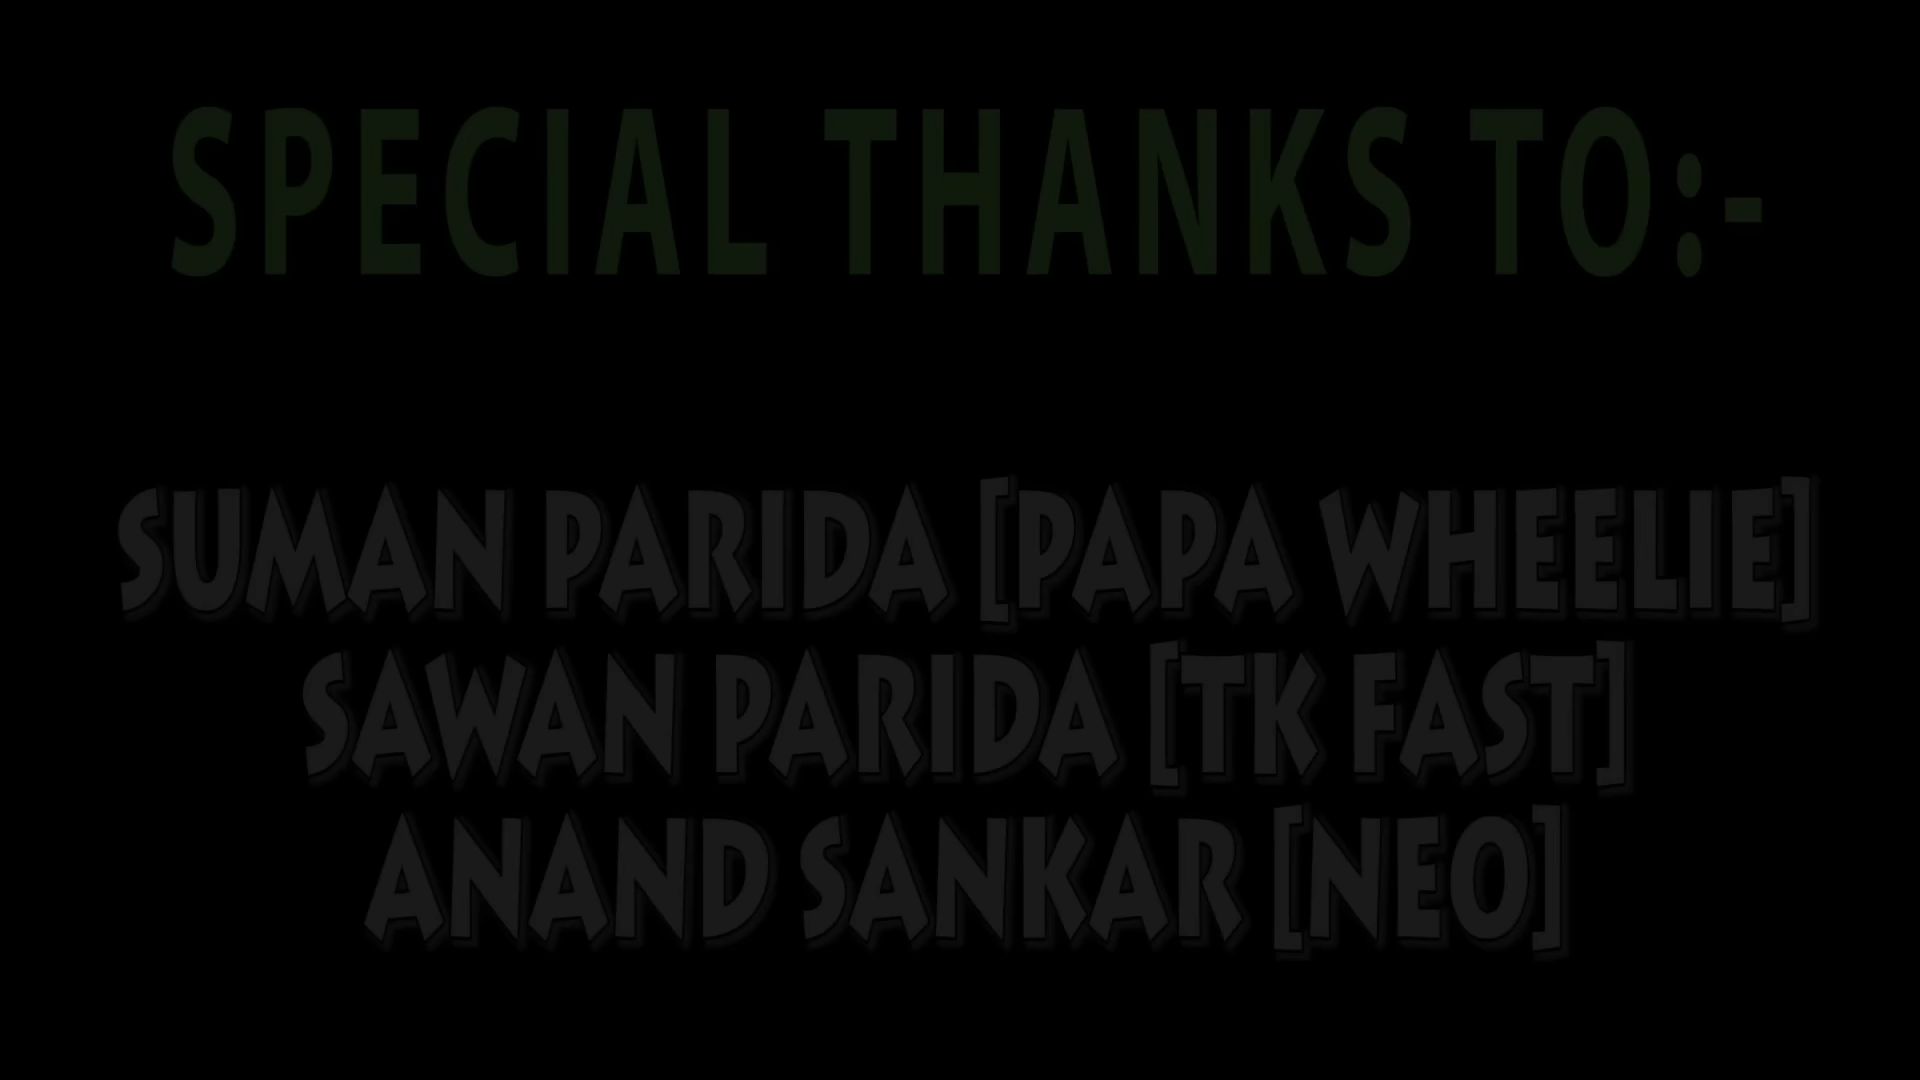 SPECIAL THANKS TO:-
SUMAN PARIDA [PAPA WHEELIE]
SAWAN PARIDA [TK FAST]
ANAND SANKAR [NEO]